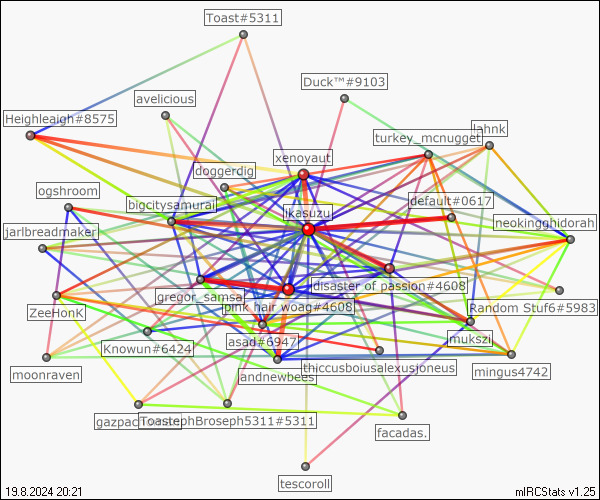 Toast#5311
Duck™#9103
avelicious
Heighleaigh#8575
turkey_mcnugget
xenoyaut
doggerdig
ogshroom
default#0617
bigcitysamurai
ikasuzu
neokingghidorah
jarlbreadmaker
disaster of passion#4608
gregor_samsa
pink hair woag#4608
Random Stuf6#5983
ZeeHonK
mukszi
asad#6947
Knowun#6424
thiccusboiusalexusjoneus
mingus4742
moonraven
andnewbees
ToastephBroseph5311#5311
facadas.
tescoroll
19.8.2024 20:21
mIRCStats v1.25